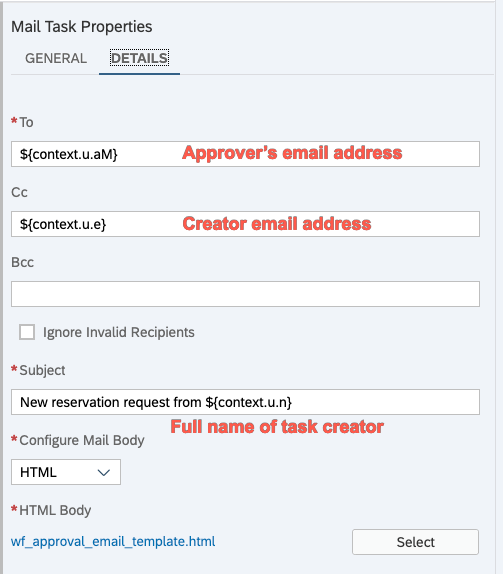 Mail Task Properties
GENERAL DETAILS
*To
${context.u.aM} Approver's email address
Cc
${context.u.e} Creator email address
Bcc
Ignore Invalid Recipients
*Subject
New reservation request from ${context.u.n}
Full name of task creator
*Configure Mail Body
HTML
*HTML Body
wf_approval_email_template.html Select